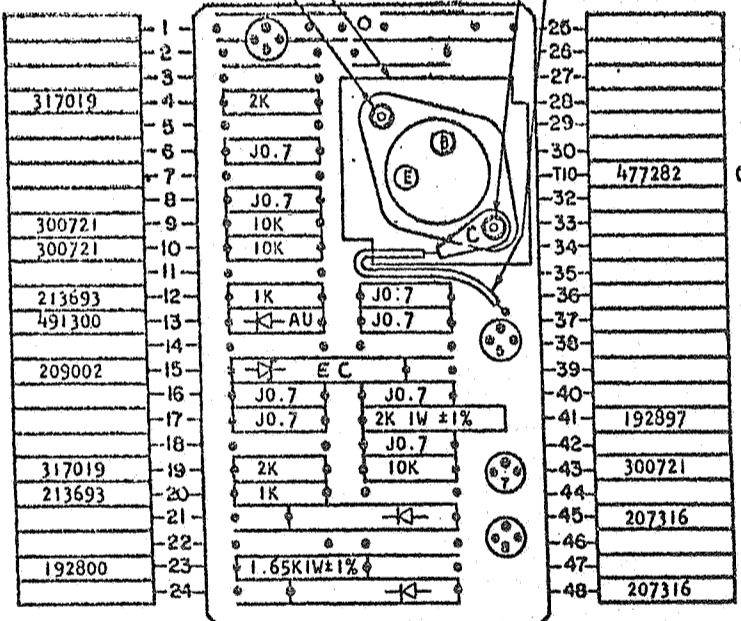 1 25
2 26
3 27
317019 4 2K 28
5 29
6 J0.7 B 30
7 E T10 477282
8 J0.7 32
300721 9 10K C 33
300721 10 10K 34
11 35
213693 12 1K J0.7 36
491300 13 AU J0.7 37
14 5 38
209002 15 E C 39
16 J0.7 J0.7 40
17 J0.7 2K 1W ±1% 41 192897
18 J0.7 42
317019 19 2K 10K 7 43 300721
213693 20 1K 44
21 45 207316
22 8 46
192800 23 1.65K1W±1% 47
24 48 207316